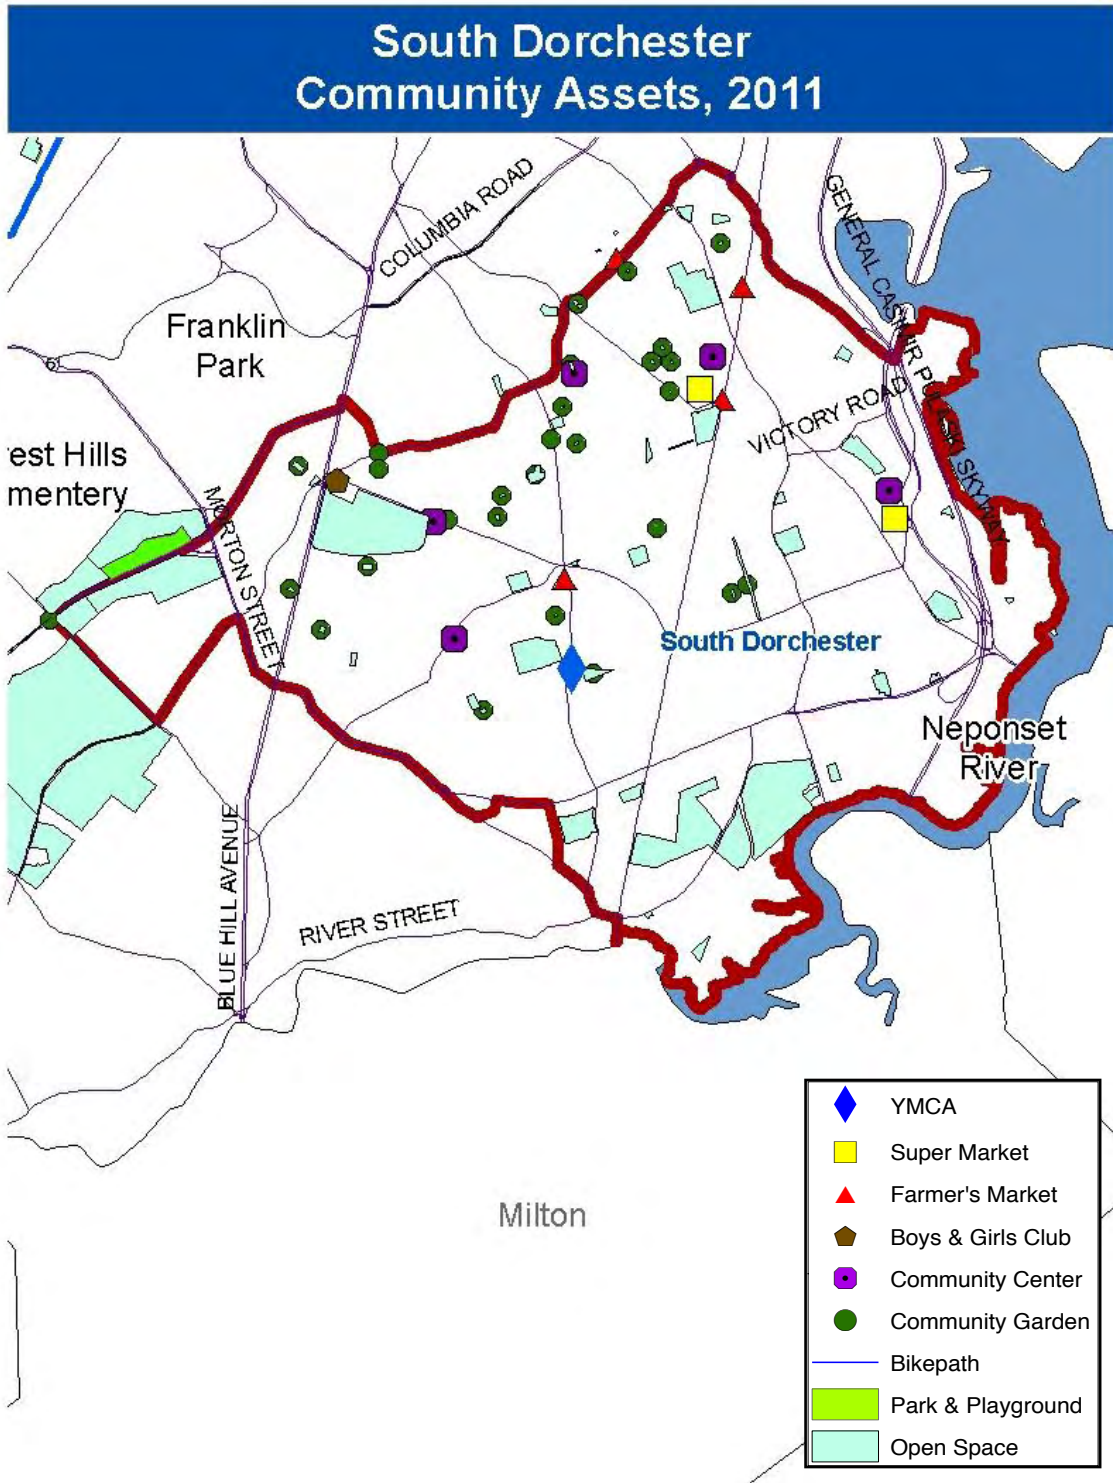 South Dorchester
Community Assets, 2011
COLUMBIA ROAD
GENERAL CASIMIR PULASKI SKYWAY
Franklin
Park
VICTORY ROAD
rest Hills
mentery
MORTON STREET
South Dorchester
Neponset
River
BLUE HILL AVENUE
RIVER STREET
Milton
YMCA
Super Market
Farmer's Market
Boys & Girls Club
Community Center
Community Garden
Bikepath
Park & Playground
Open Space